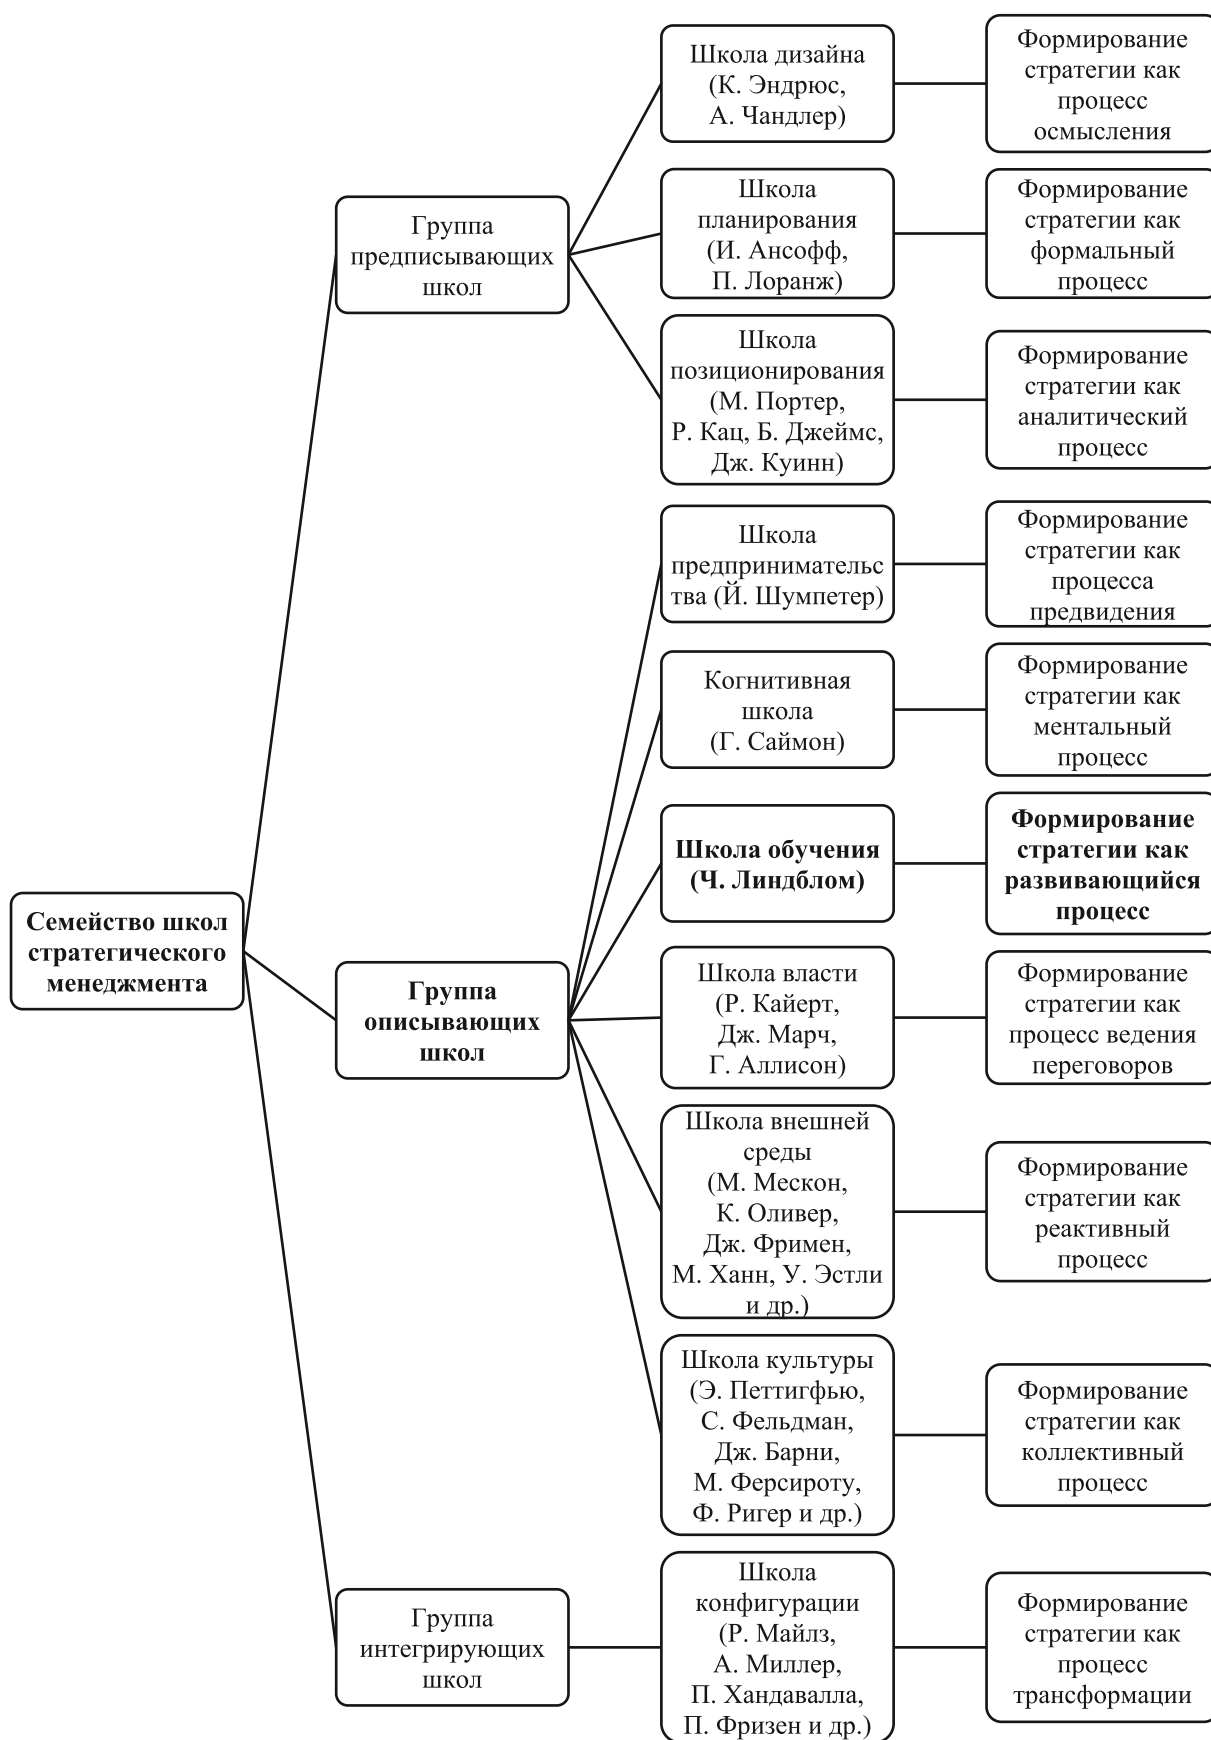 Семейство школ
стратегического
менеджмента
Группа
предписывающих
школ
Школа дизайна
(К. Эндрюс,
А. Чандлер)
Формирование
стратегии как
процесс
осмысления
Школа
планирования
(И. Ансофф,
П. Лоранж)
Формирование
стратегии как
формальный
процесс
Школа
позиционирования
(М. Портер,
Р. Кац, Б. Джеймс,
Дж. Куинн)
Формирование
стратегии как
аналитический
процесс
Группа
описывающих
школ
Школа
предпринимательс
тва (Й. Шумпетер)
Формирование
стратегии как
процесса
предвидения
Когнитивная
школа
(Г. Саймон)
Формирование
стратегии как
ментальный
процесс
Школа обучения
(Ч. Линдблом)
Формирование
стратегии как
развивающийся
процесс
Школа власти
(Р. Кайерт,
Дж. Марч,
Г. Аллисон)
Формирование
стратегии как
процесс ведения
переговоров
Школа внешней
среды
(М. Мескон,
К. Оливер,
Дж. Фримен,
М. Ханн, У. Эстли
и др.)
Формирование
стратегии как
реактивный
процесс
Школа культуры
(Э. Петтигфью,
С. Фельдман,
Дж. Барни,
М. Ферсироту,
Ф. Ригер и др.)
Формирование
стратегии как
коллективный
процесс
Группа
интегрирующих
школ
Школа
конфигурации
(Р. Майлз,
А. Миллер,
П. Хандавалла,
П. Фризен и др.)
Формирование
стратегии как
процесс
трансформации